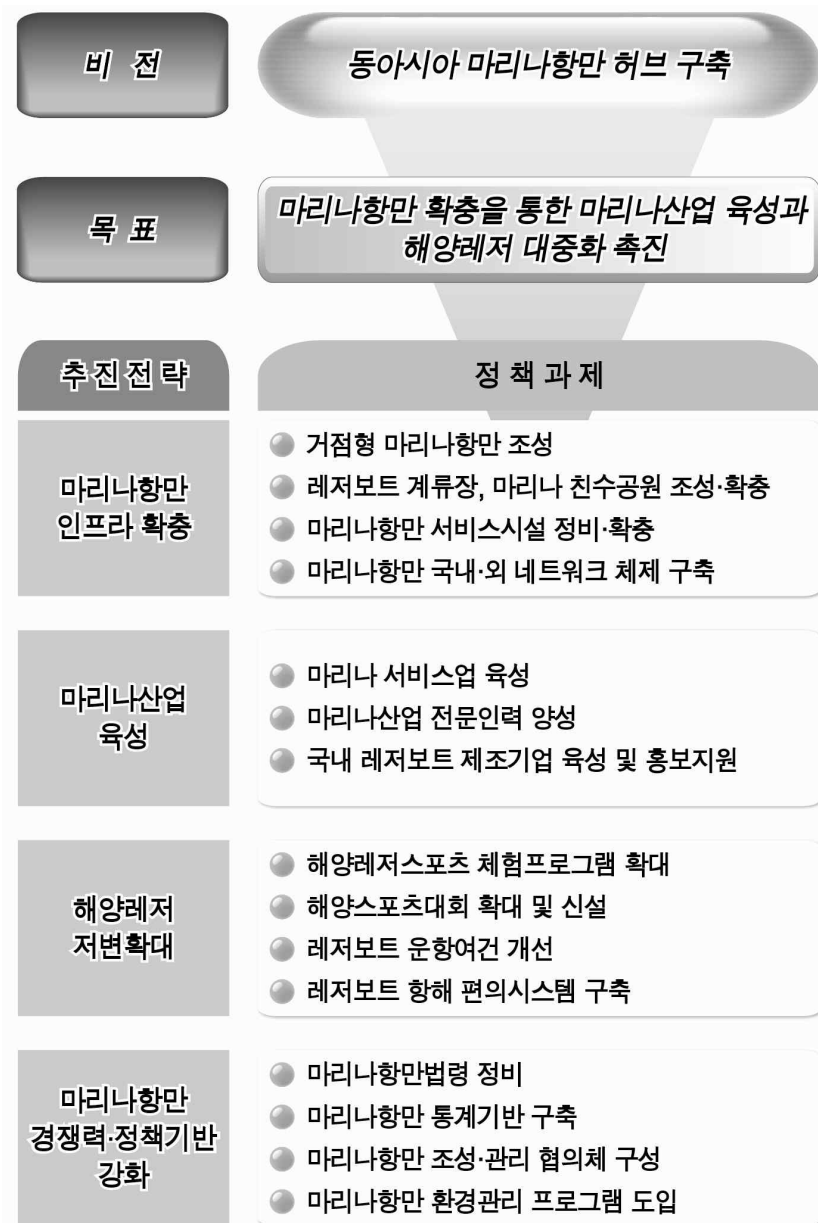 비 전
동아시아 마리나항만 허브 구축
목 표
마리나항만 확충을 통한 마리나산업 육성과
해양레저 대중화 촉진
추진전략
정책과제
마리나항만
인프라 확충
거점형 마리나항만 조성
레저보트 계류장, 마리나 친수공원 조성·확충
마리나항만 서비스시설 정비·확충
마리나항만 국내·외 네트워크 체제 구축
마리나산업
육성
마리나 서비스업 육성
마리나산업 전문인력 양성
국내 레저보트 제조기업 육성 및 홍보지원
해양레저
저변확대
해양레저스포츠 체험프로그램 확대
해양스포츠대회 확대 및 신설
레저보트 운항여건 개선
레저보트 항해 편의시스템 구축
마리나항만
경쟁력·정책기반
강화
마리나항만법령 정비
마리나항만 통계기반 구축
마리나항만 조성·관리 협의체 구성
마리나항만 환경관리 프로그램 도입